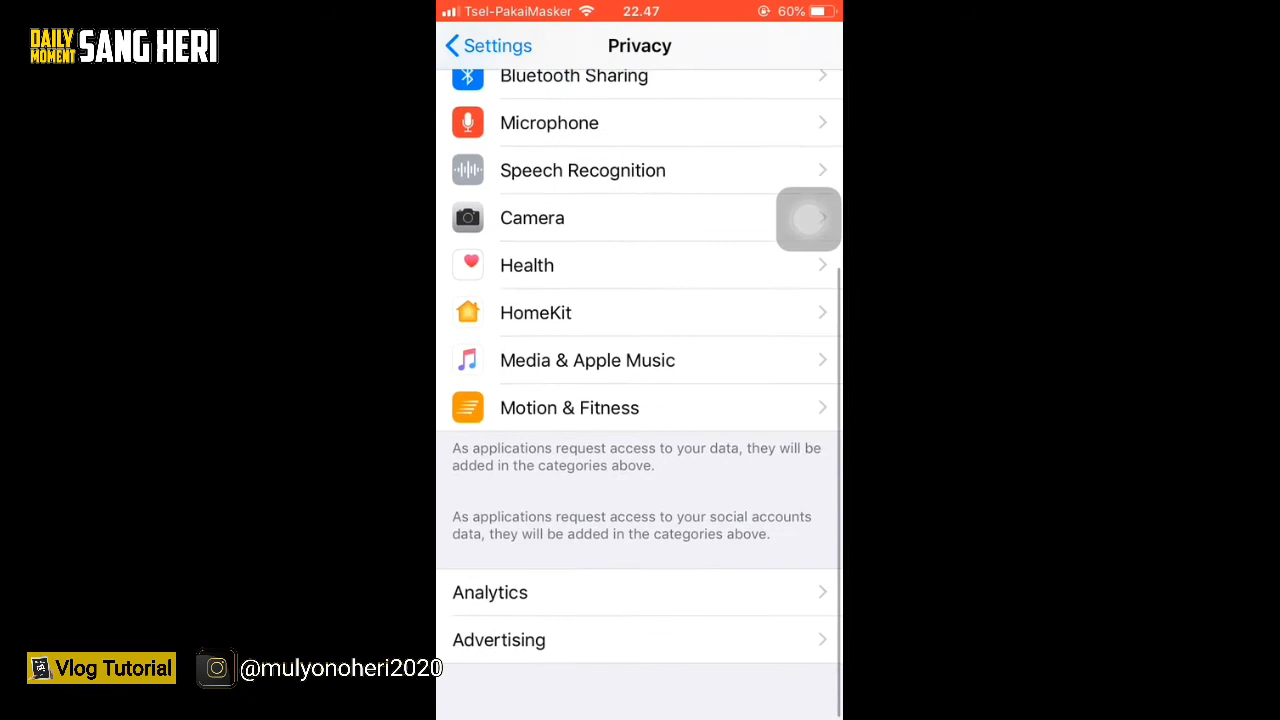 Tsel-PakaiMasker 22.47 60%
DAILY MOMENT SANG HERI
Settings Privacy
Bluetooth Sharing
Microphone
Speech Recognition
Camera
Health
HomeKit
Media & Apple Music
Motion & Fitness
As applications request access to your data, they will be
added in the categories above.
As applications request access to your social accounts
data, they will be added in the categories above.
Analytics
Advertising
Vlog Tutorial @mulyonoheri2020